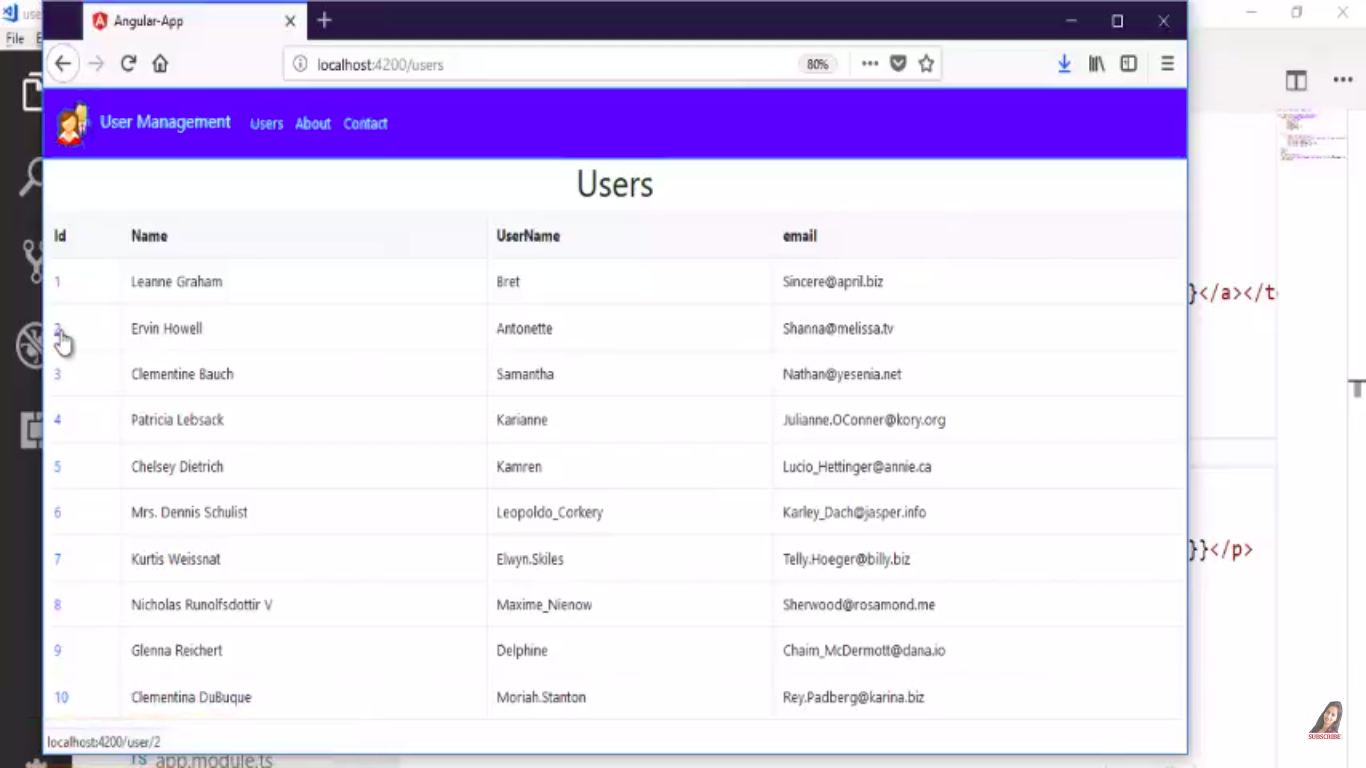 use
Angular-App
File E
localhost:4200/users
80%
User Management Users About Contact
Users
Id Name UserName email
1 Leanne Graham Bret Sincere@april.biz
}</a></t
2 Ervin Howell Antonette Shanna@melissa.tv
3 Clementine Bauch Samantha Nathan@yesenia.net
4 Patricia Lebsack Karianne Julianne.OConner@kory.org
5 Chelsey Dietrich Kamren Lucio_Hettinger@annie.ca
6 Mrs. Dennis Schulist Leopoldo_Corkery Karley_Dach@jasper.info
7 Kurtis Weissnat Elwyn.Skiles Telly.Hoeger@billy.biz
}}</p>
8 Nicholas Runolfsdottir V Maxime_Nienow Sherwood@rosamond.me
9 Glenna Reichert Delphine Chaim_McDermott@dana.io
10 Clementina DuBuque Moriah.Stanton Rey.Padberg@karina.biz
SUBSCRIBE
localhost:4200/user/2
TS app.module.ts